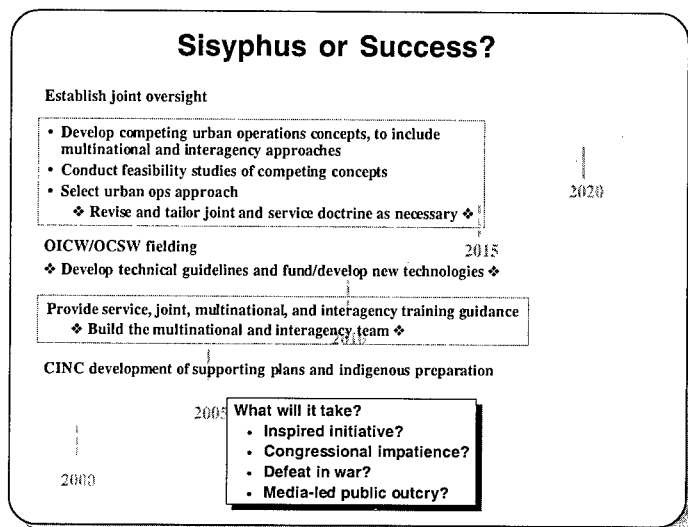 Sisyphus or Success?
Establish joint oversight
• Develop competing urban operations concepts, to include
multinational and interagency approaches
• Conduct feasibility studies of competing concepts
• Select urban ops approach
❖ Revise and tailor joint and service doctrine as necessary ❖
2020
OICW/OCSW fielding
2015
❖ Develop technical guidelines and fund/develop new technologies ❖
Provide service, joint, multinational, and interagency training guidance
❖ Build the multinational and interagency team ❖
2010
CINC development of supporting plans and indigenous preparation
2005
What will it take?
• Inspired initiative?
• Congressional impatience?
• Defeat in war?
• Media-led public outcry?
2000